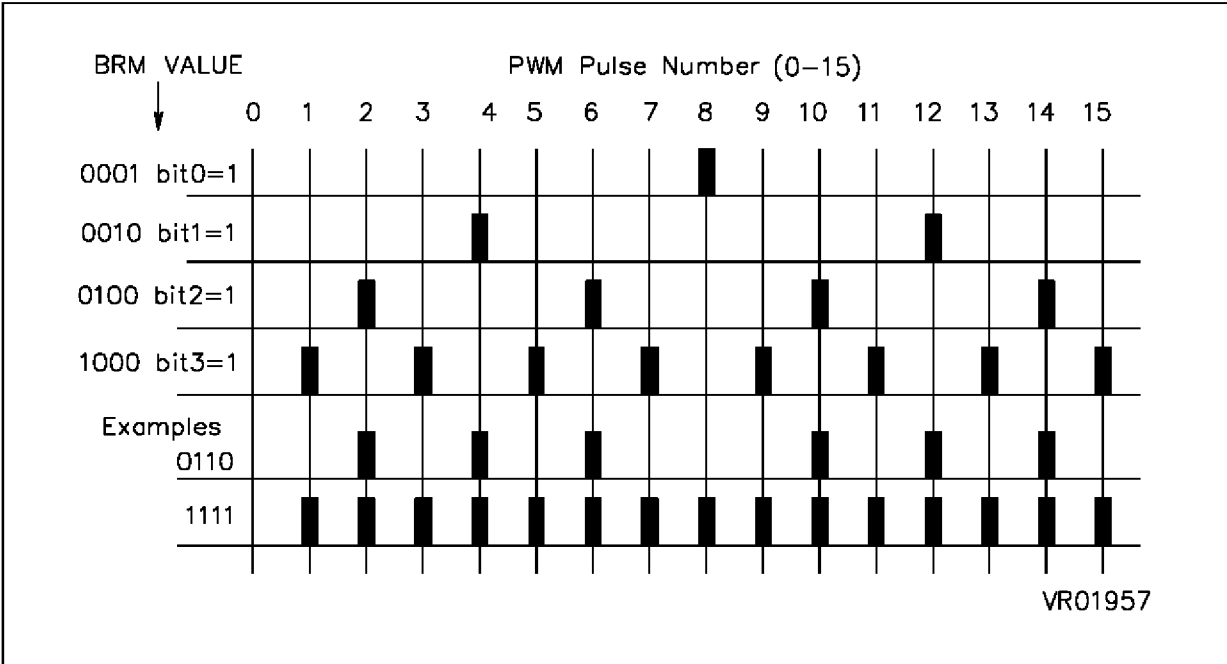 BRM VALUE PWM Pulse Number (0-15)
0 1 2 3 4 5 6 7 8 9 10 11 12 13 14 15
0001 bit0=1
0010 bit1=1
0100 bit2=1
1000 bit3=1
Examples
0110
1111
VR01957